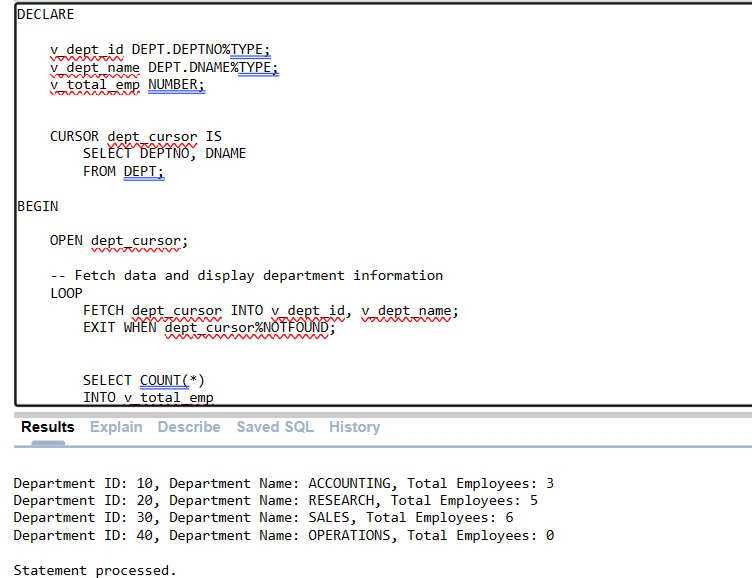 DECLARE
v_dept_id DEPT.DEPTNO%TYPE;
v_dept_name DEPT.DNAME%TYPE;
v_total_emp NUMBER;
CURSOR dept_cursor IS
SELECT DEPTNO, DNAME
FROM DEPT;
BEGIN
OPEN dept_cursor;
-- Fetch data and display department information
LOOP
FETCH dept_cursor INTO v_dept_id, v_dept_name;
EXIT WHEN dept_cursor%NOTFOUND;
SELECT COUNT(*)
INTO v_total_emp
Results Explain Describe Saved SQL History
Department ID: 10, Department Name: ACCOUNTING, Total Employees: 3
Department ID: 20, Department Name: RESEARCH, Total Employees: 5
Department ID: 30, Department Name: SALES, Total Employees: 6
Department ID: 40, Department Name: OPERATIONS, Total Employees: 0
Statement processed.